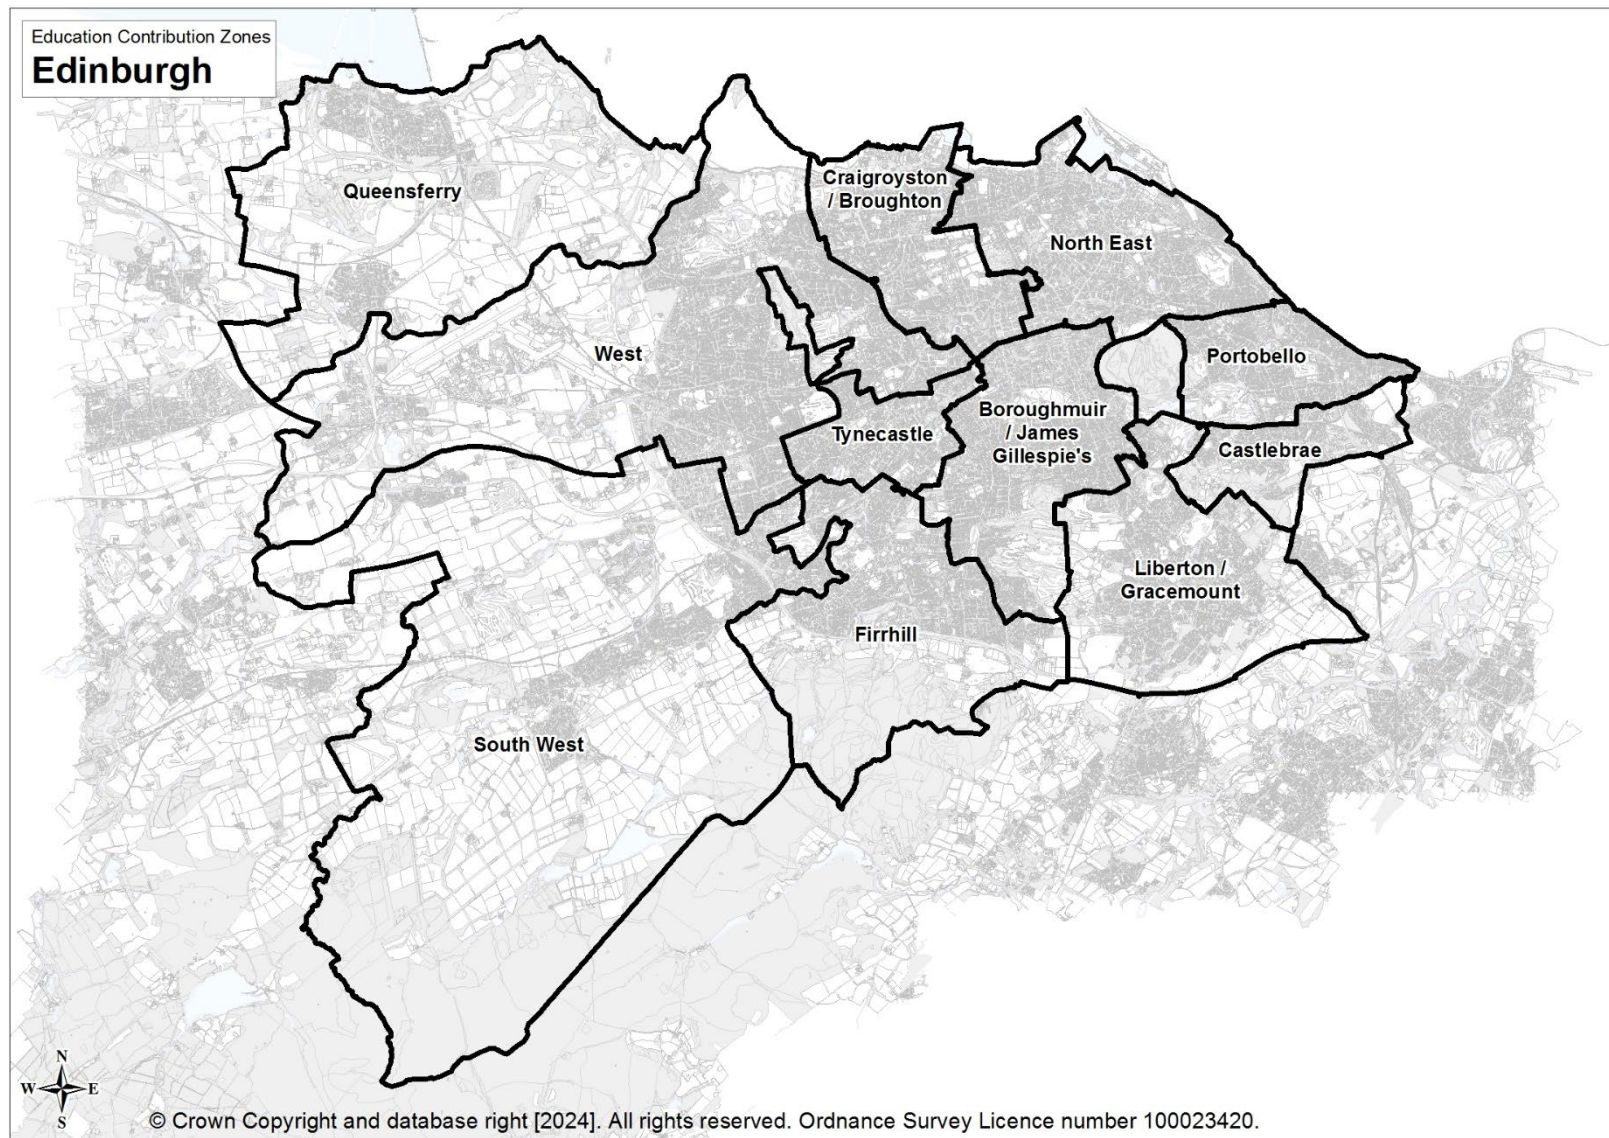 Education Contribution Zones
Edinburgh
Queensferry
Craigroyston
/ Broughton
North East
West
Portobello
Boroughmuir
/ James
Gillespie's
Tynecastle
Castlebrae
Liberton /
Gracemount
Firrhill
South West
N
W
E
S
© Crown Copyright and database right [2024]. All rights reserved. Ordnance Survey Licence number 100023420.